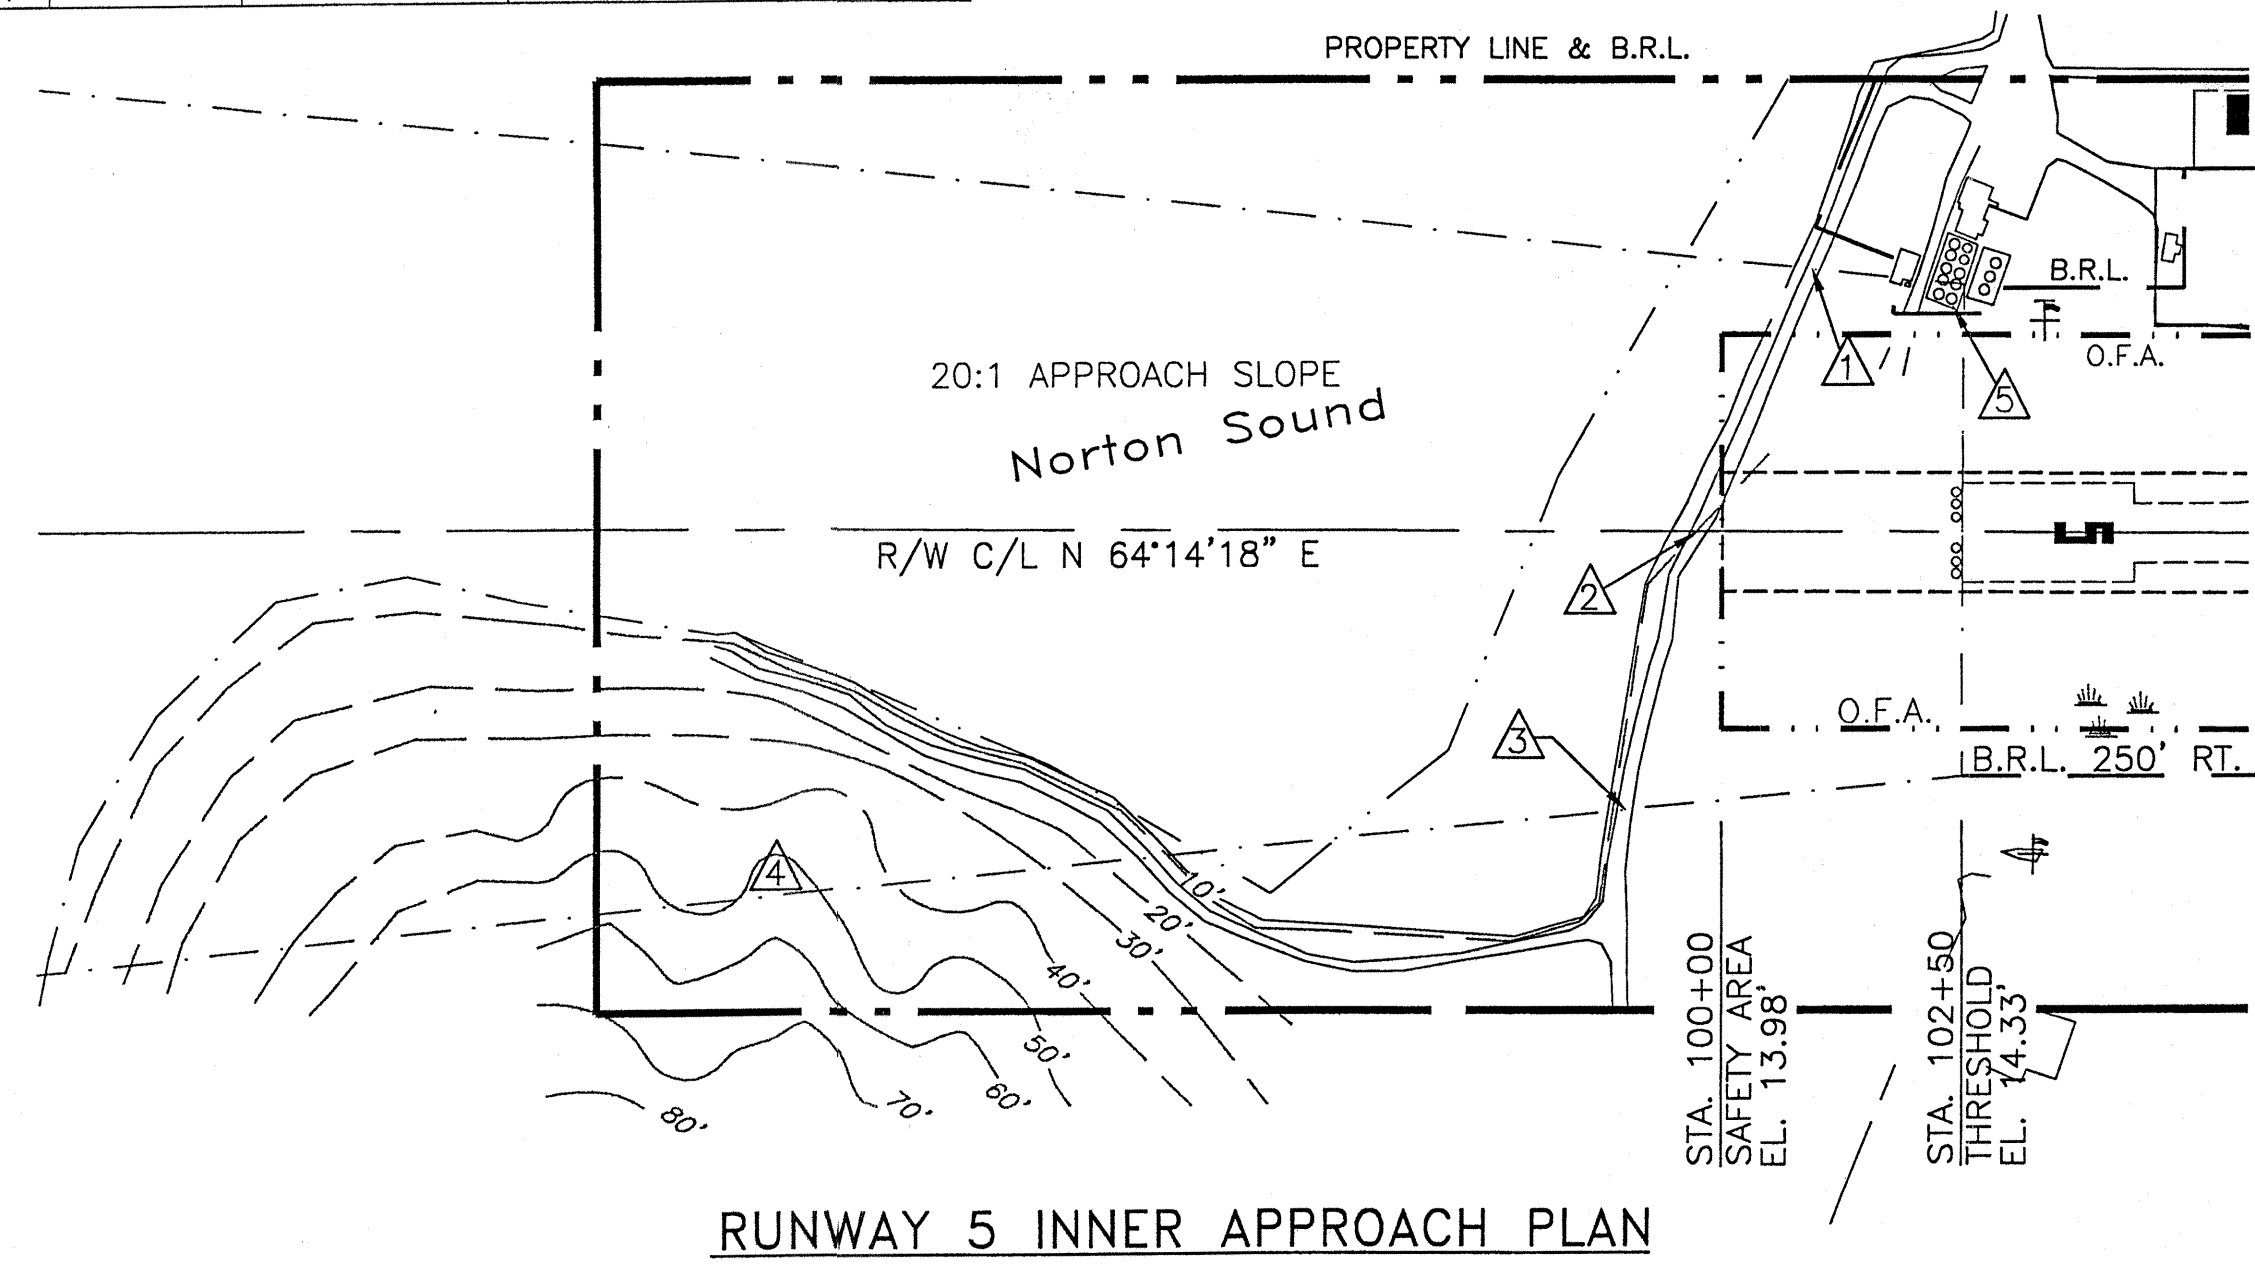 PROPERTY LINE & B.R.L.
B.R.L.
O.F.A.
1
5
20:1 APPROACH SLOPE
Norton Sound
R/W C/L N 64°14'18" E
2
3
O.F.A.
B.R.L. 250' RT.
4
10'
20'
30'
40'
50'
60'
70'
80'
STA. 100+00
SAFETY AREA
EL. 13.98'
STA. 102+50
THRESHOLD
EL. 14.33'
RUNWAY 5 INNER APPROACH PLAN